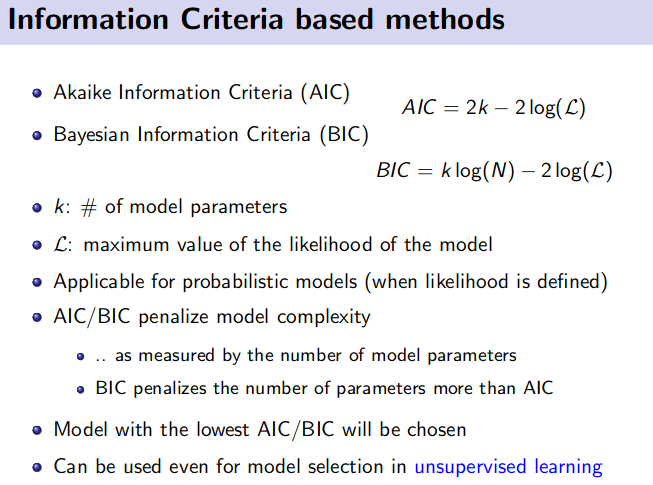 Information Criteria based methods
Akaike Information Criteria (AIC)
AIC = 2k − 2 log(ℒ)
Bayesian Information Criteria (BIC)
BIC = k log(N) − 2 log(ℒ)
k: # of model parameters
ℒ: maximum value of the likelihood of the model
Applicable for probabilistic models (when likelihood is defined)
AIC/BIC penalize model complexity
.. as measured by the number of model parameters
BIC penalizes the number of parameters more than AIC
Model with the lowest AIC/BIC will be chosen
Can be used even for model selection in unsupervised learning